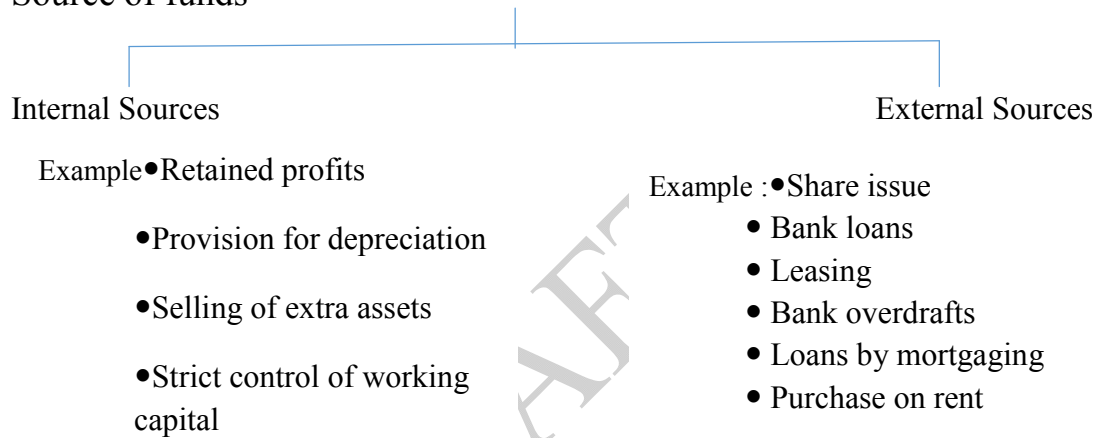 Source of funds
Internal Sources
Example●Retained profits
●Provision for depreciation
●Selling of extra assets
●Strict control of working
capital
External Sources
Example :●Share issue
● Bank loans
● Leasing
● Bank overdrafts
● Loans by mortgaging
● Purchase on rent